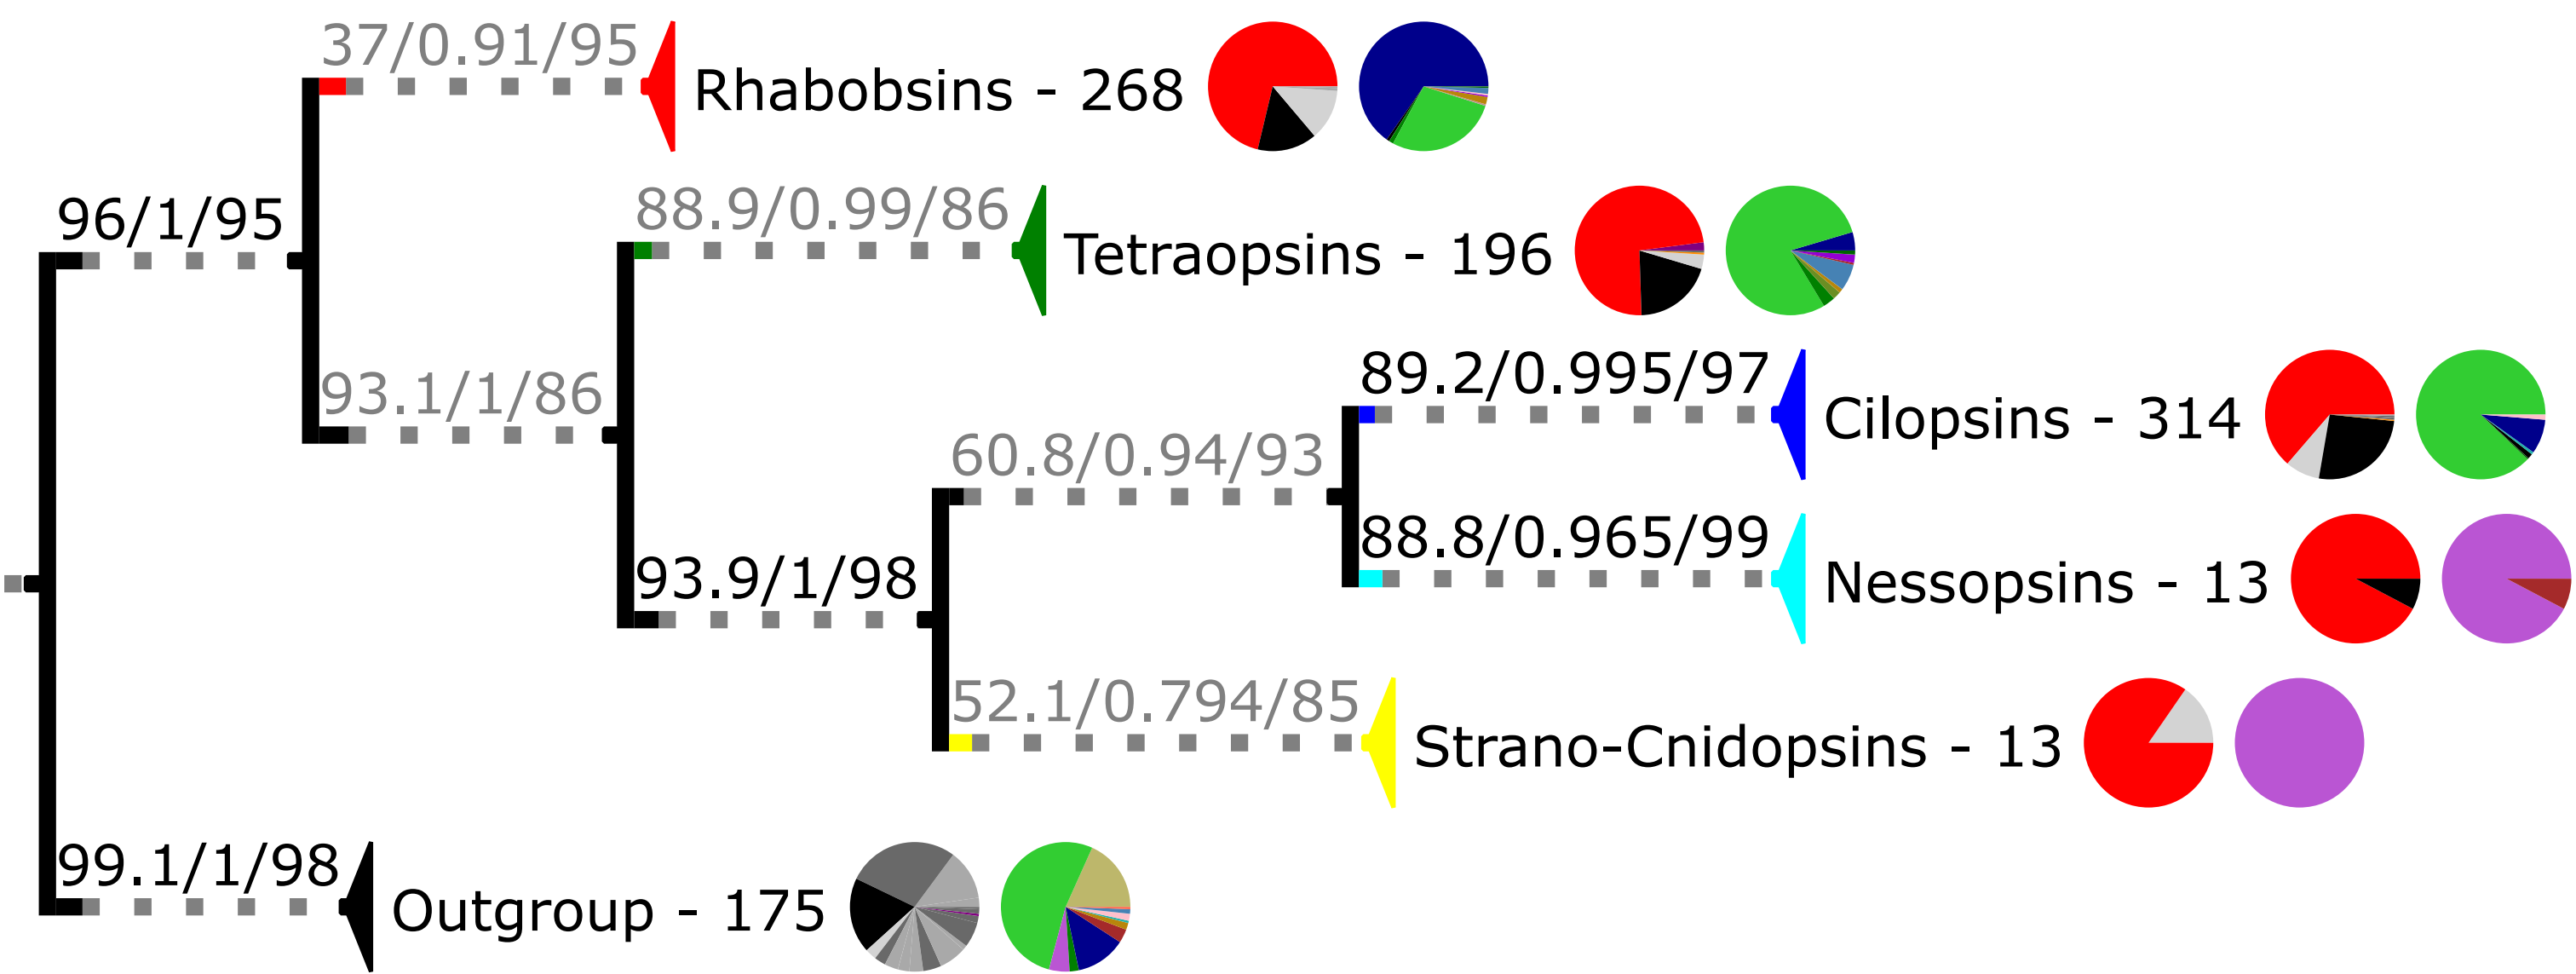 37/0.91/95
Rhabobsins - 268
88.9/0.99/86
96/1/95
Tetraopsins - 196
89.2/0.995/97
93.1/1/86
Cilopsins - 314
60.8/0.94/93
88.8/0.965/99
93.9/1/98
Nessopsins - 13
52.1/0.794/85
Strano-Cnidopsins - 13
99.1/1/98
Outgroup - 175